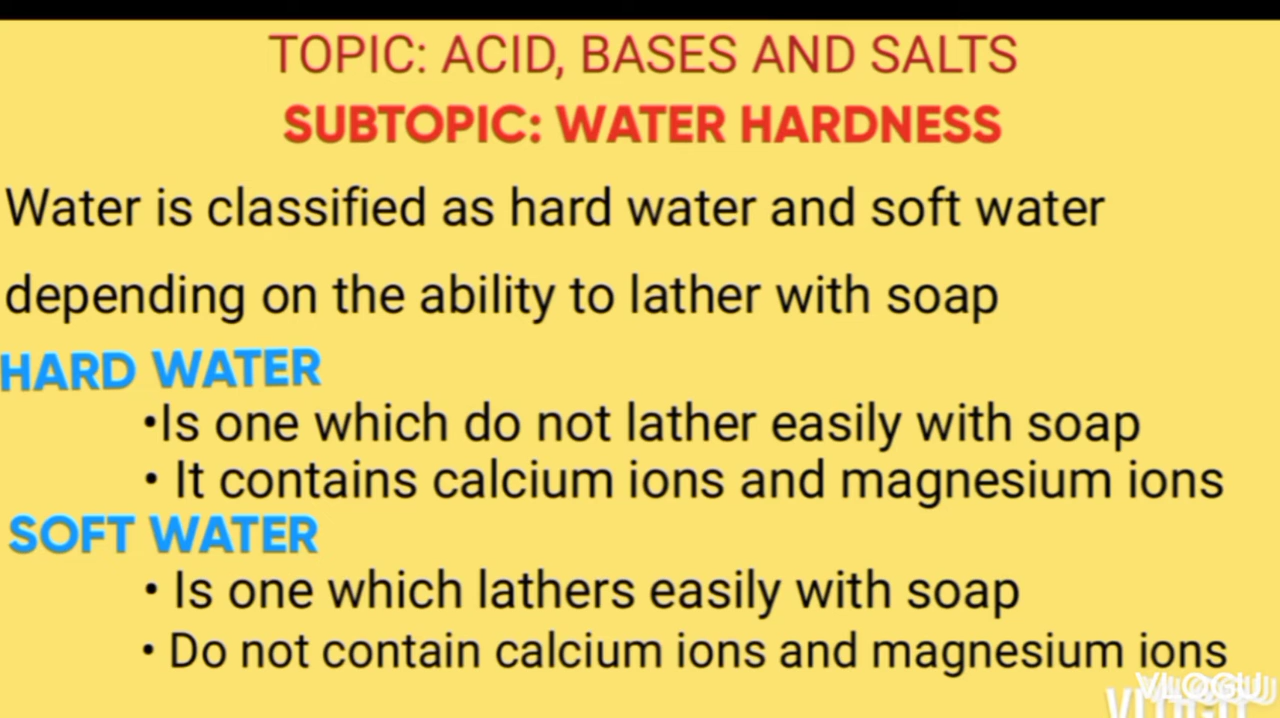 TOPIC: ACID, BASES AND SALTS
SUBTOPIC: WATER HARDNESS
Water is classified as hard water and soft water
depending on the ability to lather with soap
HARD WATER
•Is one which do not lather easily with soap
• It contains calcium ions and magnesium ions
SOFT WATER
• Is one which lathers easily with soap
• Do not contain calcium ions and magnesium ions
VLOGU